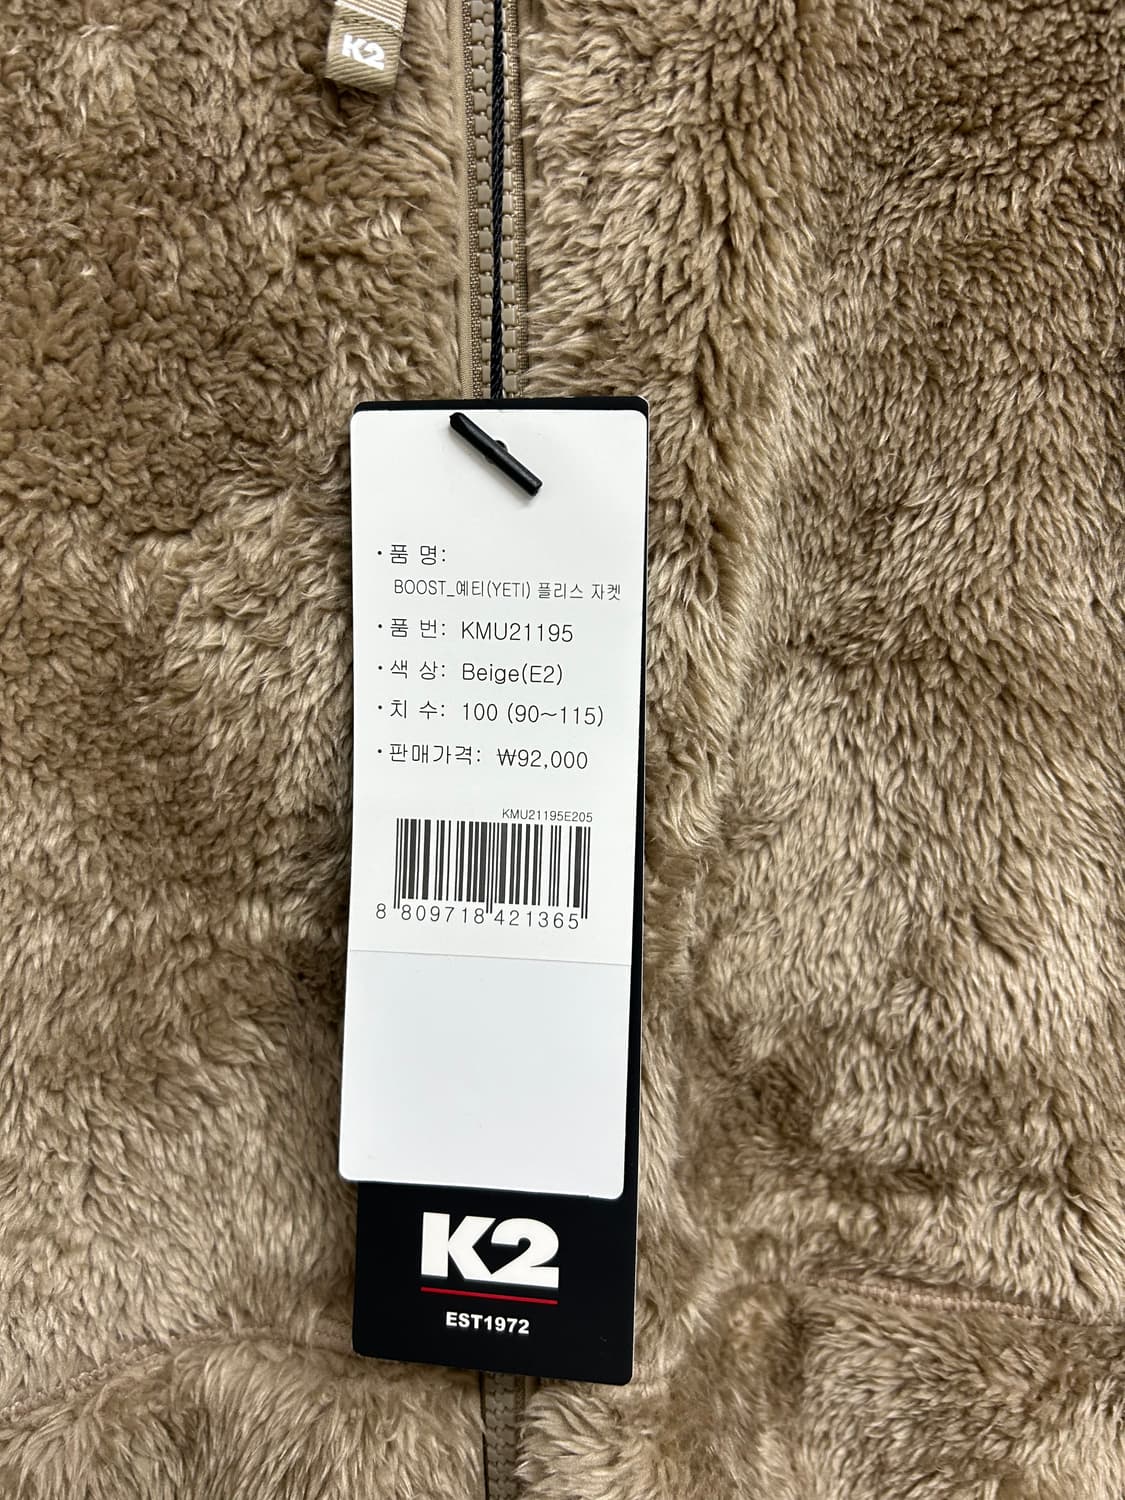 K2
· 품 명:
BOOST_예티(YETI) 플리스 자켓
· 품 번: KMU21195
· 색 상: Beige(E2)
· 치 수: 100 (90~115)
· 판매가격: ₩92,000
KMU21195E205
8 809718 421365
K2
EST1972